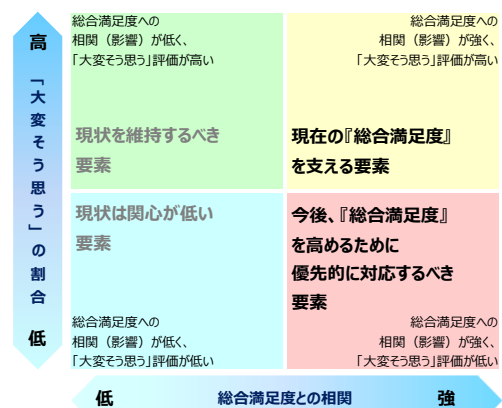 高
「大変そう思う」の割合
低
総合満足度への
相関（影響）が低く、
「大変そう思う」評価が高い
現状を維持するべき
要素
総合満足度への
相関（影響）が強く、
「大変そう思う」評価が高い
現在の『総合満足度』
を支える要素
現状は関心が低い
要素
総合満足度への
相関（影響）が低く、
「大変そう思う」評価が低い
今後、『総合満足度』
を高めるために
優先的に対応するべき
要素
総合満足度への
相関（影響）が強く、
「大変そう思う」評価が低い
低
総合満足度との相関
強